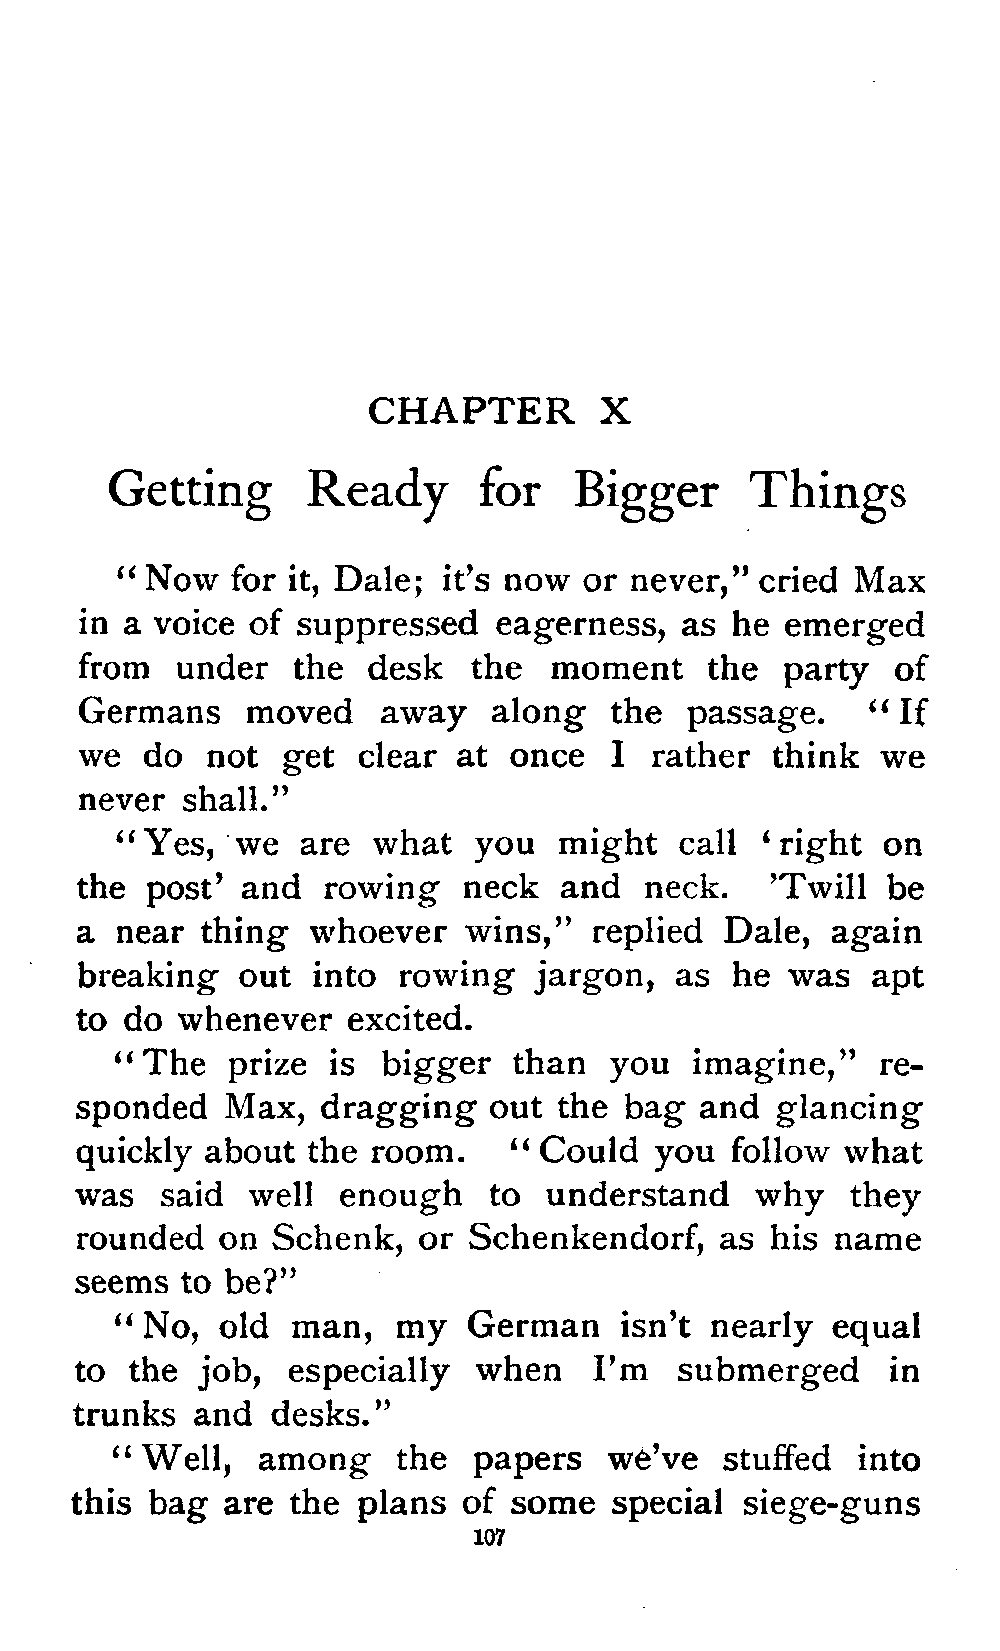 CHAPTER X
Getting Ready for Bigger Things
“Now for it, Dale; it’s now or never,” cried Max
in a voice of suppressed eagerness, as he emerged
from under the desk the moment the party of
Germans moved away along the passage. “If
we do not get clear at once I rather think we
never shall.”
“Yes, we are what you might call ‘right on
the post’ and rowing neck and neck. ’Twill be
a near thing whoever wins,” replied Dale, again
breaking out into rowing jargon, as he was apt
to do whenever excited.
“The prize is bigger than you imagine,” re-
sponded Max, dragging out the bag and glancing
quickly about the room. “Could you follow what
was said well enough to understand why they
rounded on Schenk, or Schenkendorf, as his name
seems to be?”
“No, old man, my German isn’t nearly equal
to the job, especially when I’m submerged in
trunks and desks.”
“Well, among the papers we’ve stuffed into
this bag are the plans of some special siege-guns
107